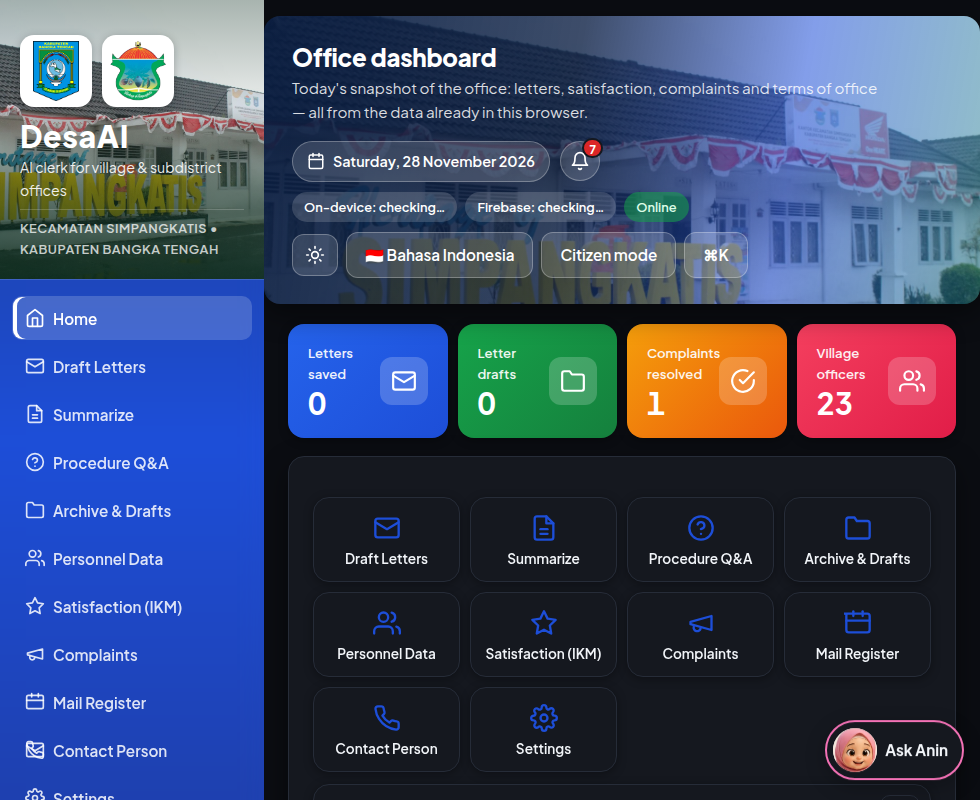 DesaAI
AI clerk for village & subdistrict
offices
KECAMATAN SIMPANGKATIS •
KABUPATEN BANGKA TENGAH
Home
Draft Letters
Summarize
Procedure Q&A
Archive & Drafts
Personnel Data
Satisfaction (IKM)
Complaints
Mail Register
Contact Person
Settings
Office dashboard
Today's snapshot of the office: letters, satisfaction, complaints and terms of office
— all from the data already in this browser.
Saturday, 28 November 2026
7
On-device: checking…
Firebase: checking…
Online
Bahasa Indonesia
Citizen mode
⌘K
SIMPANGKATIS
Letters
saved
0
Letter
drafts
0
Complaints
resolved
1
Village
officers
23
Draft Letters
Summarize
Procedure Q&A
Archive & Drafts
Personnel Data
Satisfaction (IKM)
Complaints
Mail Register
Contact Person
Settings
Ask Anin